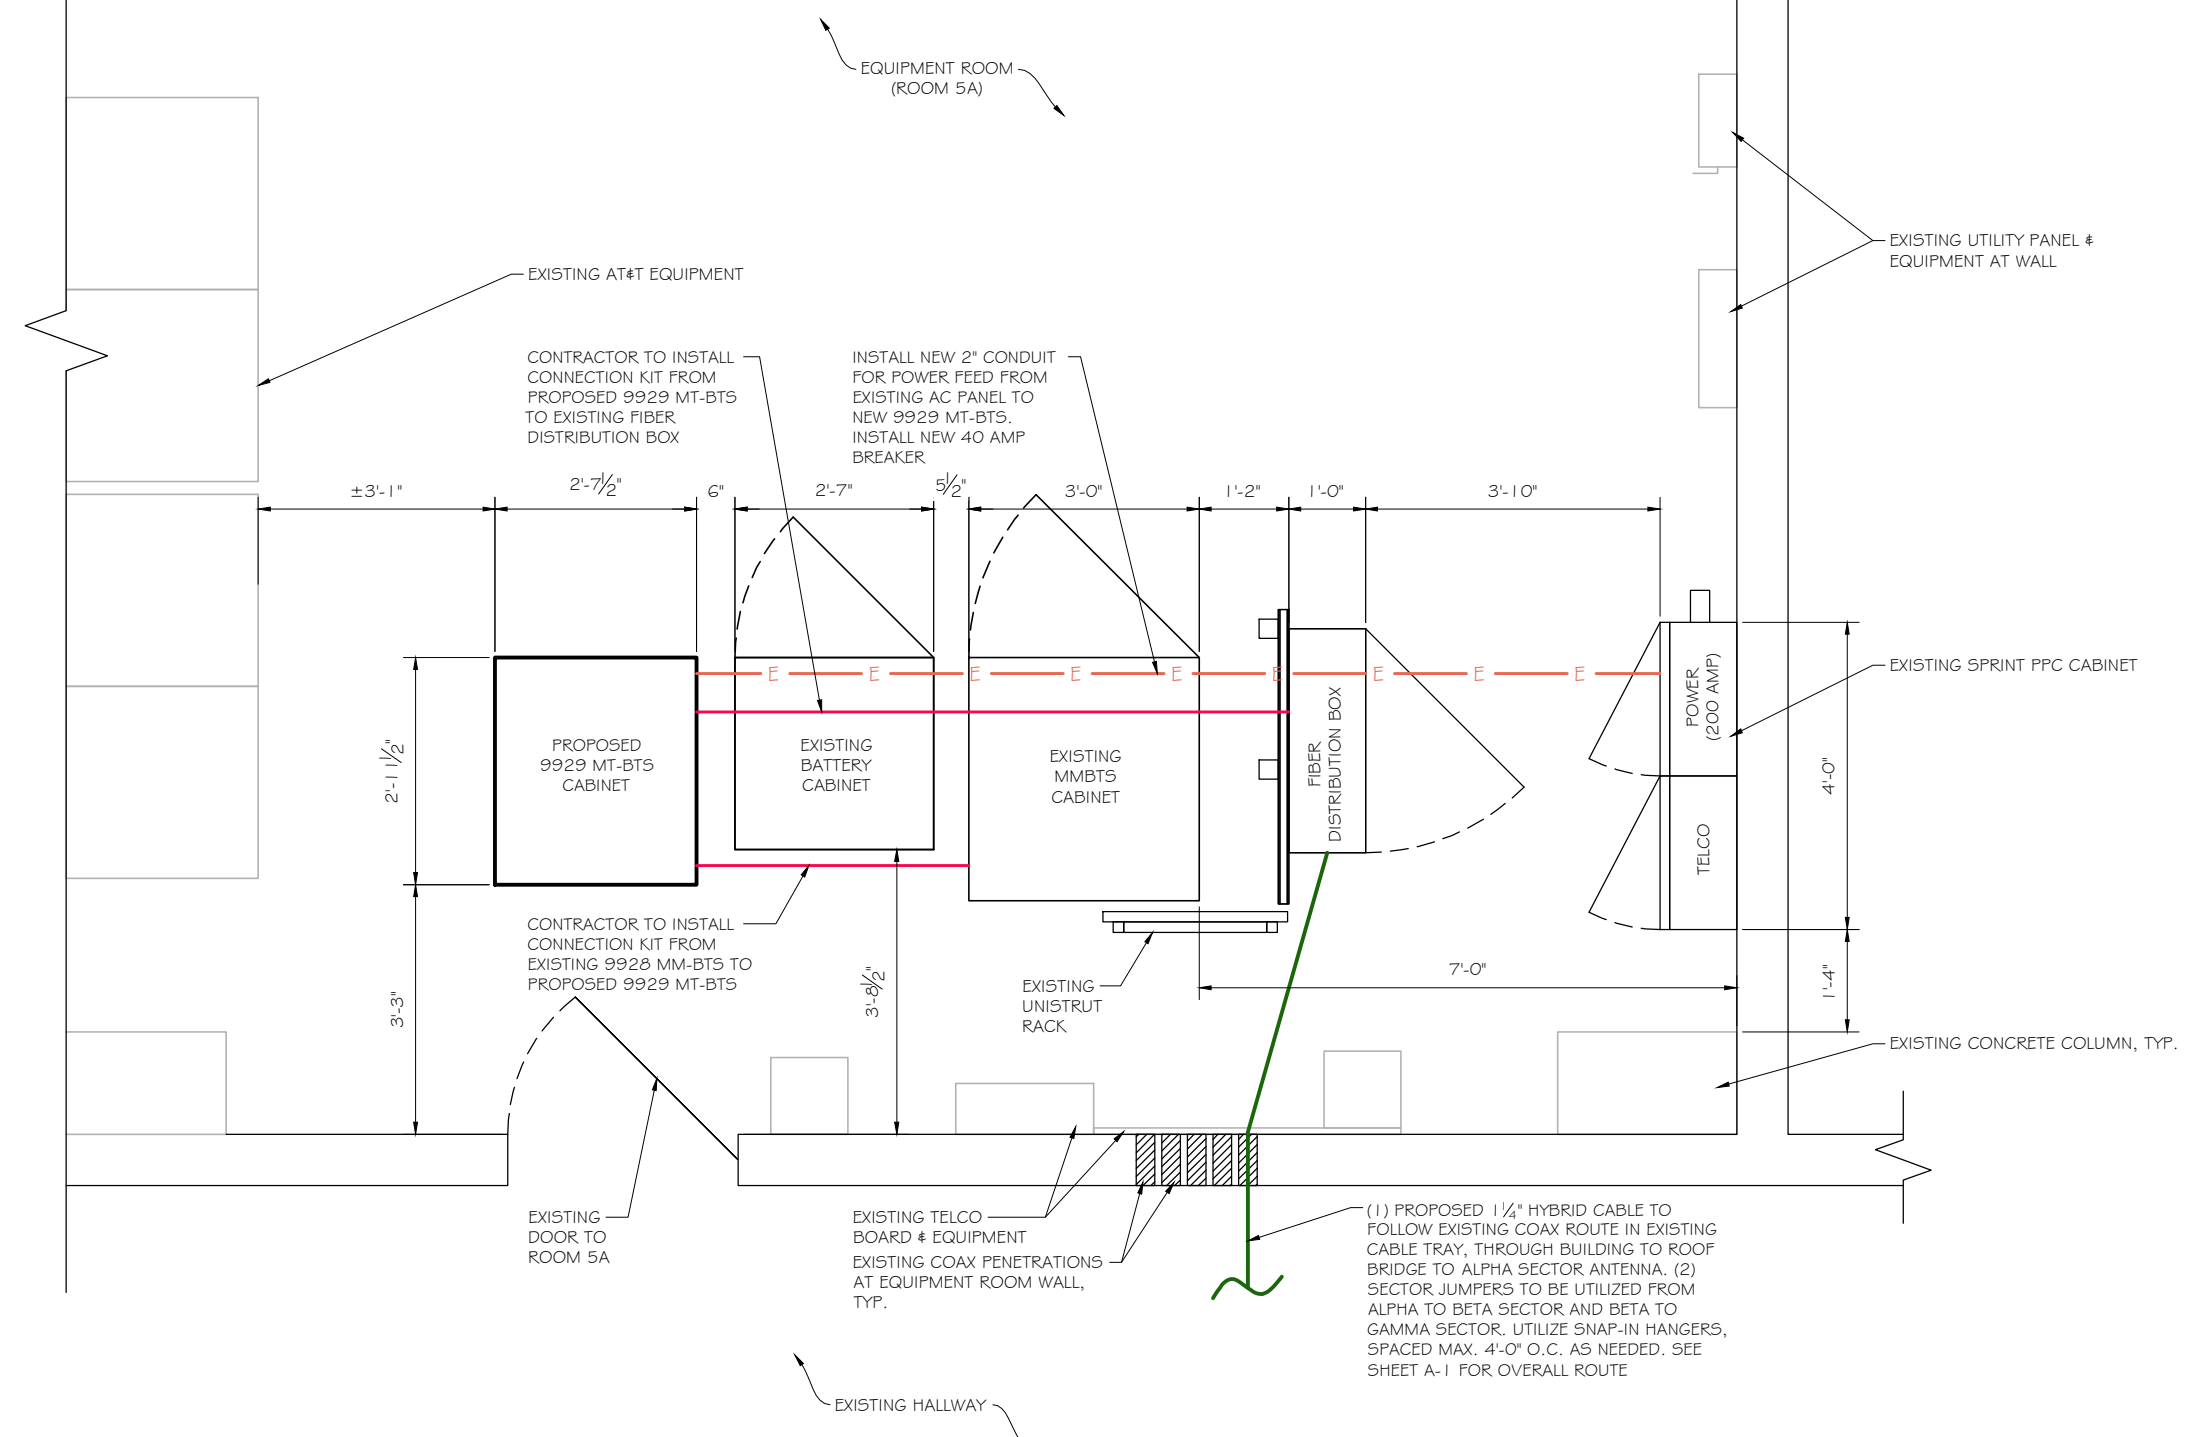 EQUIPMENT ROOM
(ROOM 5A)
EXISTING UTILITY PANEL &
EQUIPMENT AT WALL
EXISTING AT&T EQUIPMENT
CONTRACTOR TO INSTALL
CONNECTION KIT FROM
PROPOSED 9929 MT-BTS
TO EXISTING FIBER
DISTRIBUTION BOX
INSTALL NEW 2" CONDUIT
FOR POWER FEED FROM
EXISTING AC PANEL TO
NEW 9929 MT-BTS.
INSTALL NEW 40 AMP
BREAKER
±3'-1"
2'-7½"
6"
2'-7"
5½"
3'-0"
1'-2"
1'-0"
3'-10"
E E E E E E E E E
EXISTING SPRINT PPC CABINET
POWER
(200 AMP)
TELCO
FIBER
DISTRIBUTION BOX
PROPOSED
9929 MT-BTS
CABINET
EXISTING
BATTERY
CABINET
EXISTING
MMBTS
CABINET
2'-11½"
4'-0"
CONTRACTOR TO INSTALL
CONNECTION KIT FROM
EXISTING 9928 MM-BTS TO
PROPOSED 9929 MT-BTS
3'-3"
3'-8½"
EXISTING
UNISTRUT
RACK
7'-0"
1'-4"
EXISTING CONCRETE COLUMN, TYP.
EXISTING
DOOR TO
ROOM 5A
EXISTING TELCO
BOARD & EQUIPMENT
EXISTING COAX PENETRATIONS
AT EQUIPMENT ROOM WALL,
TYP.
(1) PROPOSED 1¼" HYBRID CABLE TO
FOLLOW EXISTING COAX ROUTE IN EXISTING
CABLE TRAY, THROUGH BUILDING TO ROOF
BRIDGE TO ALPHA SECTOR ANTENNA. (2)
SECTOR JUMPERS TO BE UTILIZED FROM
ALPHA TO BETA SECTOR AND BETA TO
GAMMA SECTOR. UTILIZE SNAP-IN HANGERS,
SPACED MAX. 4'-0" O.C. AS NEEDED. SEE
SHEET A-1 FOR OVERALL ROUTE
EXISTING HALLWAY